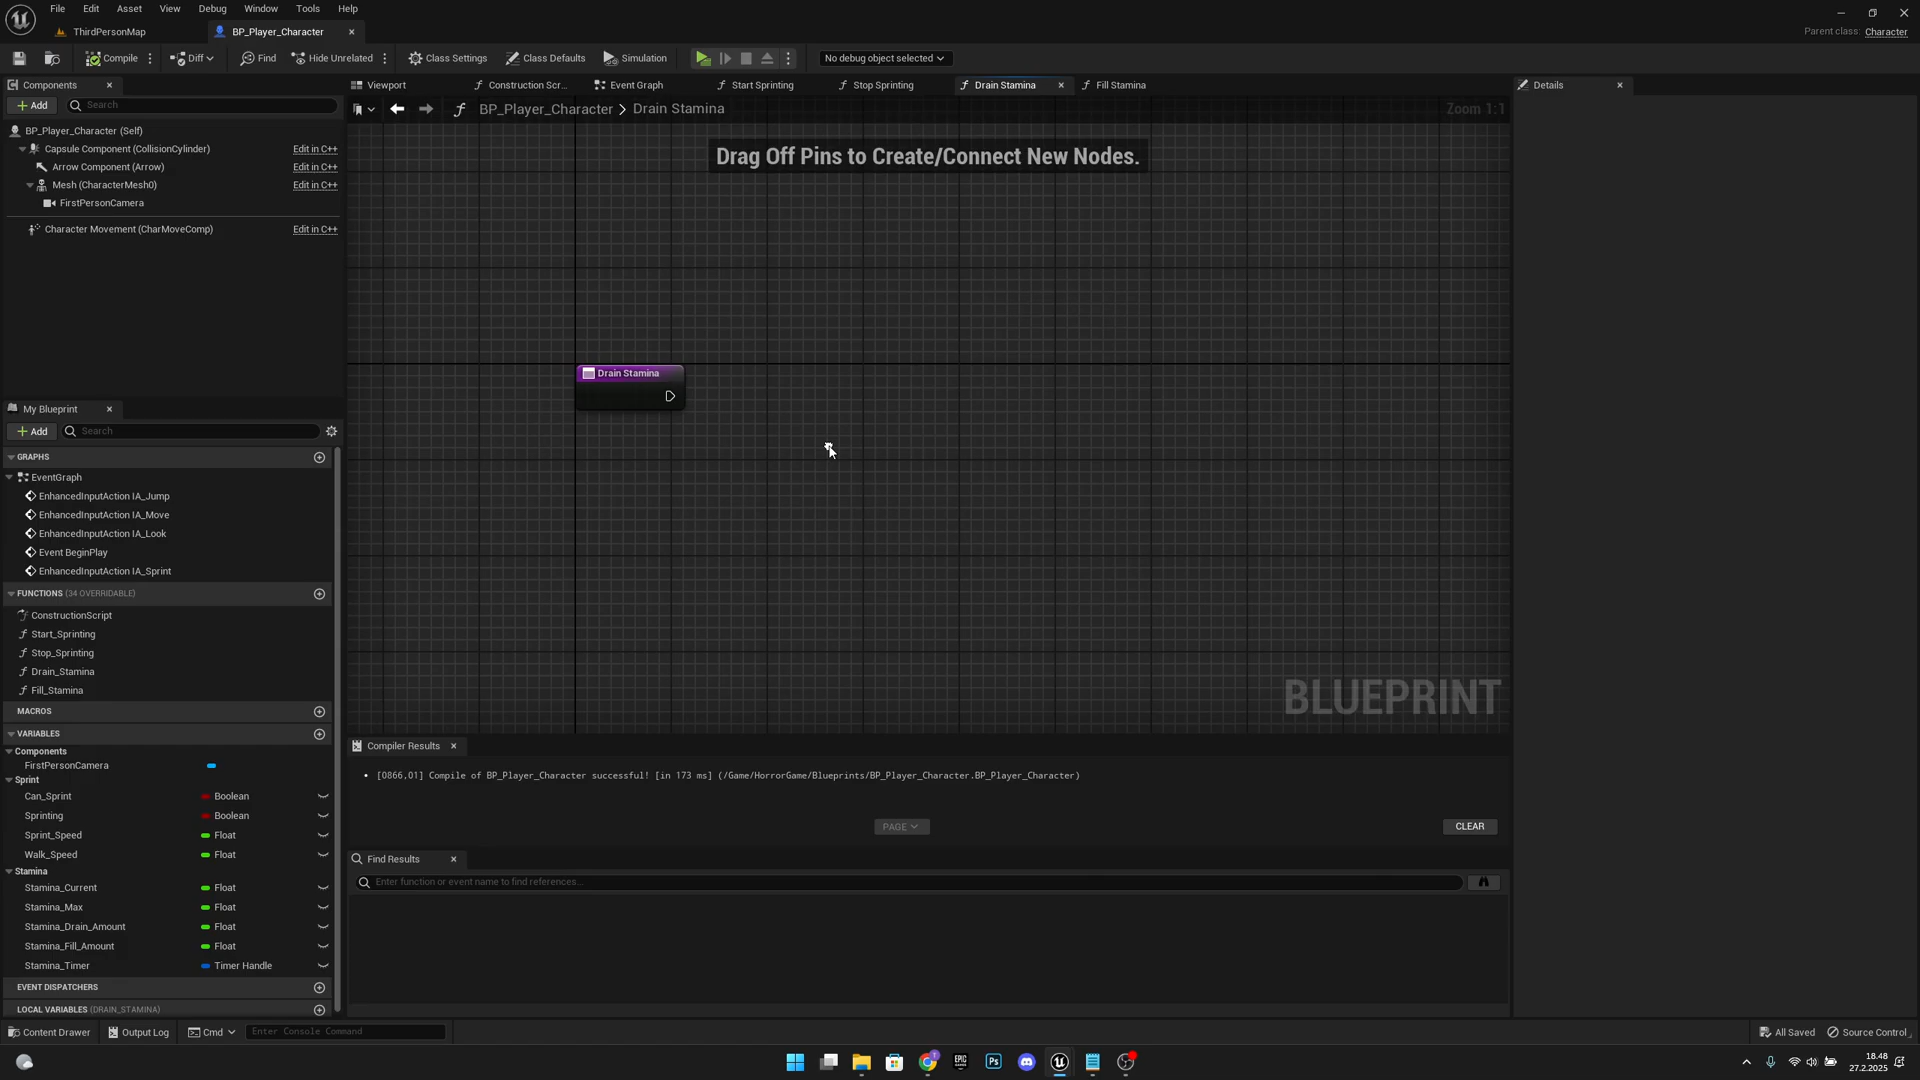 File Edit Asset View Debug Window Tools Help
ThirdPersonMap BP_Player_Character
Parent class: Character
Compile Diff Find Hide Unrelated Class Settings Class Defaults Simulation No debug object selected
Components
Viewport Construction Scr... Event Graph Start Sprinting Stop Sprinting Drain Stamina Fill Stamina
Details
Add Search
BP_Player_Character > Drain Stamina
Zoom 1:1
BP_Player_Character (Self)
Capsule Component (CollisionCylinder) Edit in C++
Arrow Component (Arrow) Edit in C++
Mesh (CharacterMesh0) Edit in C++
FirstPersonCamera
Character Movement (CharMoveComp) Edit in C++
Drag Off Pins to Create/Connect New Nodes.
Drain Stamina
BLUEPRINT
My Blueprint
Add Search
GRAPHS
EventGraph
EnhancedInputAction IA_Jump
EnhancedInputAction IA_Move
EnhancedInputAction IA_Look
Event BeginPlay
EnhancedInputAction IA_Sprint
FUNCTIONS (34 OVERRIDABLE)
ConstructionScript
Start_Sprinting
Stop_Sprinting
Drain_Stamina
Fill_Stamina
MACROS
VARIABLES
Components
FirstPersonCamera
Sprint
Can_Sprint Boolean
Sprinting Boolean
Sprint_Speed Float
Walk_Speed Float
Stamina
Stamina_Current Float
Stamina_Max Float
Stamina_Drain_Amount Float
Stamina_Fill_Amount Float
Stamina_Timer Timer Handle
EVENT DISPATCHERS
LOCAL VARIABLES (DRAIN_STAMINA)
Compiler Results
[0866,01] Compile of BP_Player_Character successful! [in 173 ms] (/Game/HorrorGame/Blueprints/BP_Player_Character.BP_Player_Character)
PAGE
CLEAR
Find Results
Enter function or event name to find references...
Content Drawer Output Log Cmd Enter Console Command
All Saved Source Control
EPIC GAMES
Ps
18.48
27.2.2025